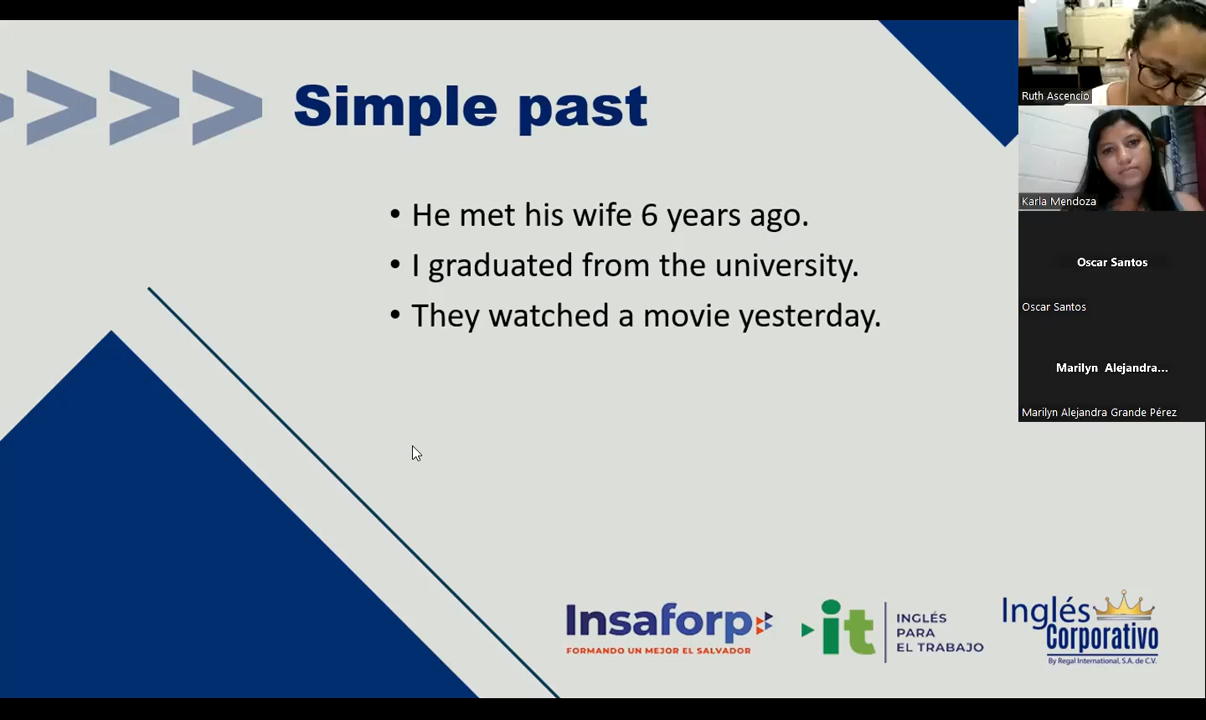 Simple past
• He met his wife 6 years ago.
• I graduated from the university.
• They watched a movie yesterday.
Ruth Ascencio
Karla Mendoza
Oscar Santos
Oscar Santos
Marilyn Alejandra...
Marilyn Alejandra Grande Pérez
Insaforp
FORMANDO UN MEJOR EL SALVADOR
it
INGLÉS
PARA
EL TRABAJO
Inglés
Corporativo
By Regal International, S.A. de C.V.